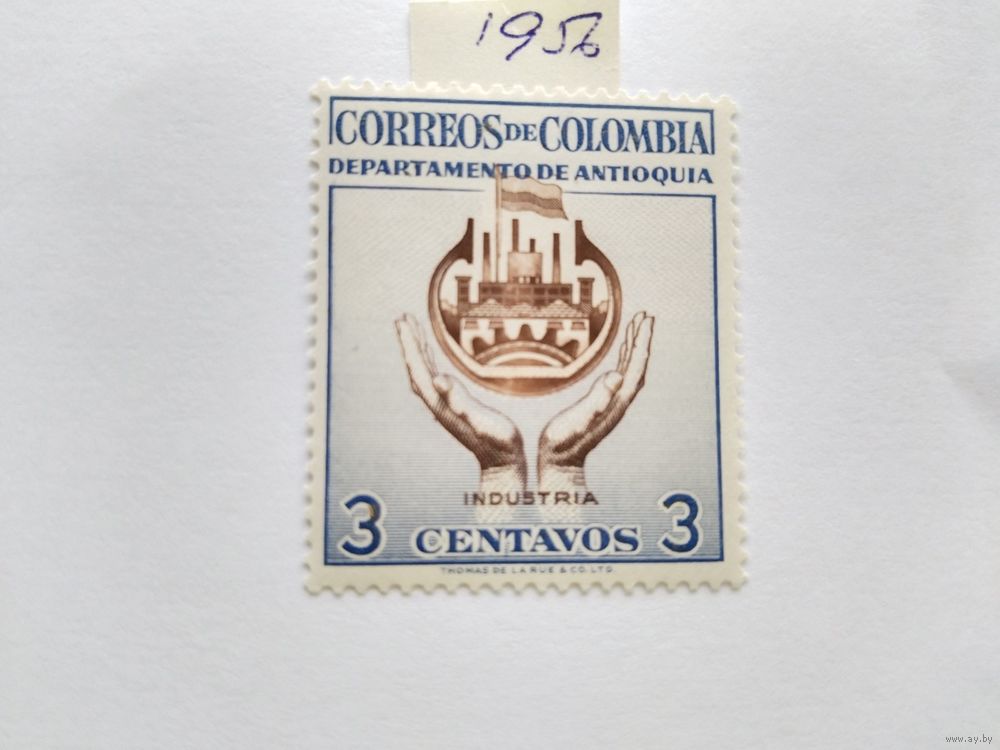 1956
CORREOS DE COLOMBIA
DEPARTAMENTO DE ANTIOQUIA
INDUSTRIA
3 CENTAVOS 3
THOMAS DE LA RUE & CO. LTD.
www.ay.by